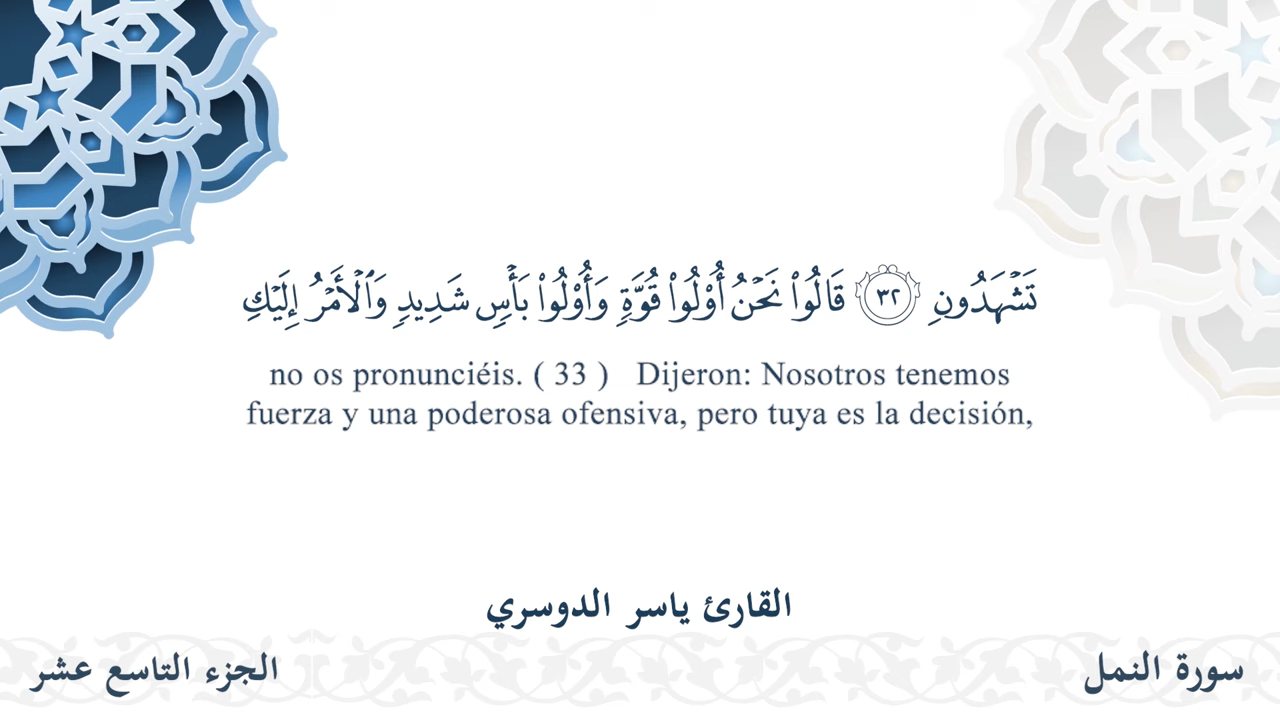 تَشْهَدُونِ ٣٢ قَالُوا۟ نَحْنُ أُو۟لُوا۟ قُوَّةٍ وَأُو۟لُوا۟ بَأْسٍ شَدِيدٍ وَٱلْأَمْرُ إِلَيْكِ
no os pronunciéis. ( 33 ) Dijeron: Nosotros tenemos
fuerza y una poderosa ofensiva, pero tuya es la decisión,
القارئ ياسر الدوسري
سورة النمل
الجزء التاسع عشر